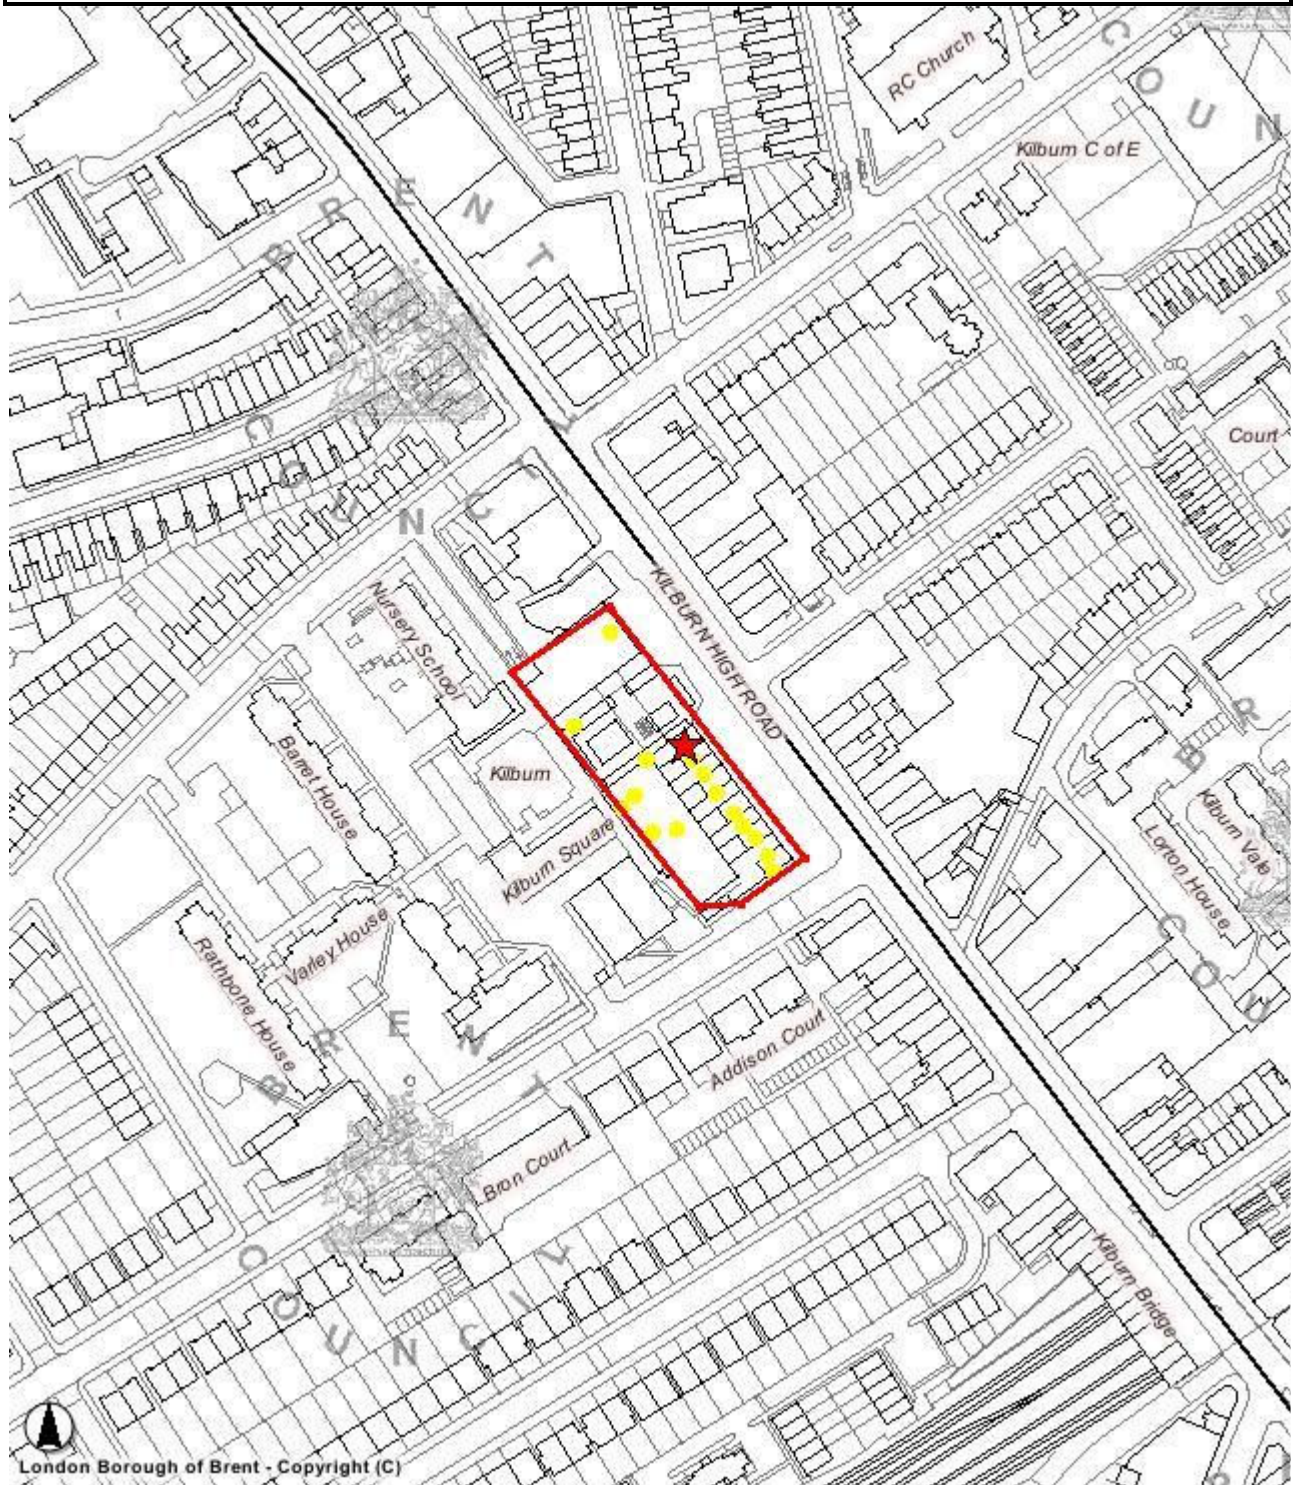 RC Church
Kilburn C of E
Court
KILBURN HIGH ROAD
Nursery School
Barret House
Kilburn
Kilburn Square
Varley House
Rathbone House
Lorton House
Kilburn Vale
Addison Court
Bron Court
Kilburn Bridge
BRENT
COUNCIL
BRENT
COUNCIL
London Borough of Brent - Copyright (C)